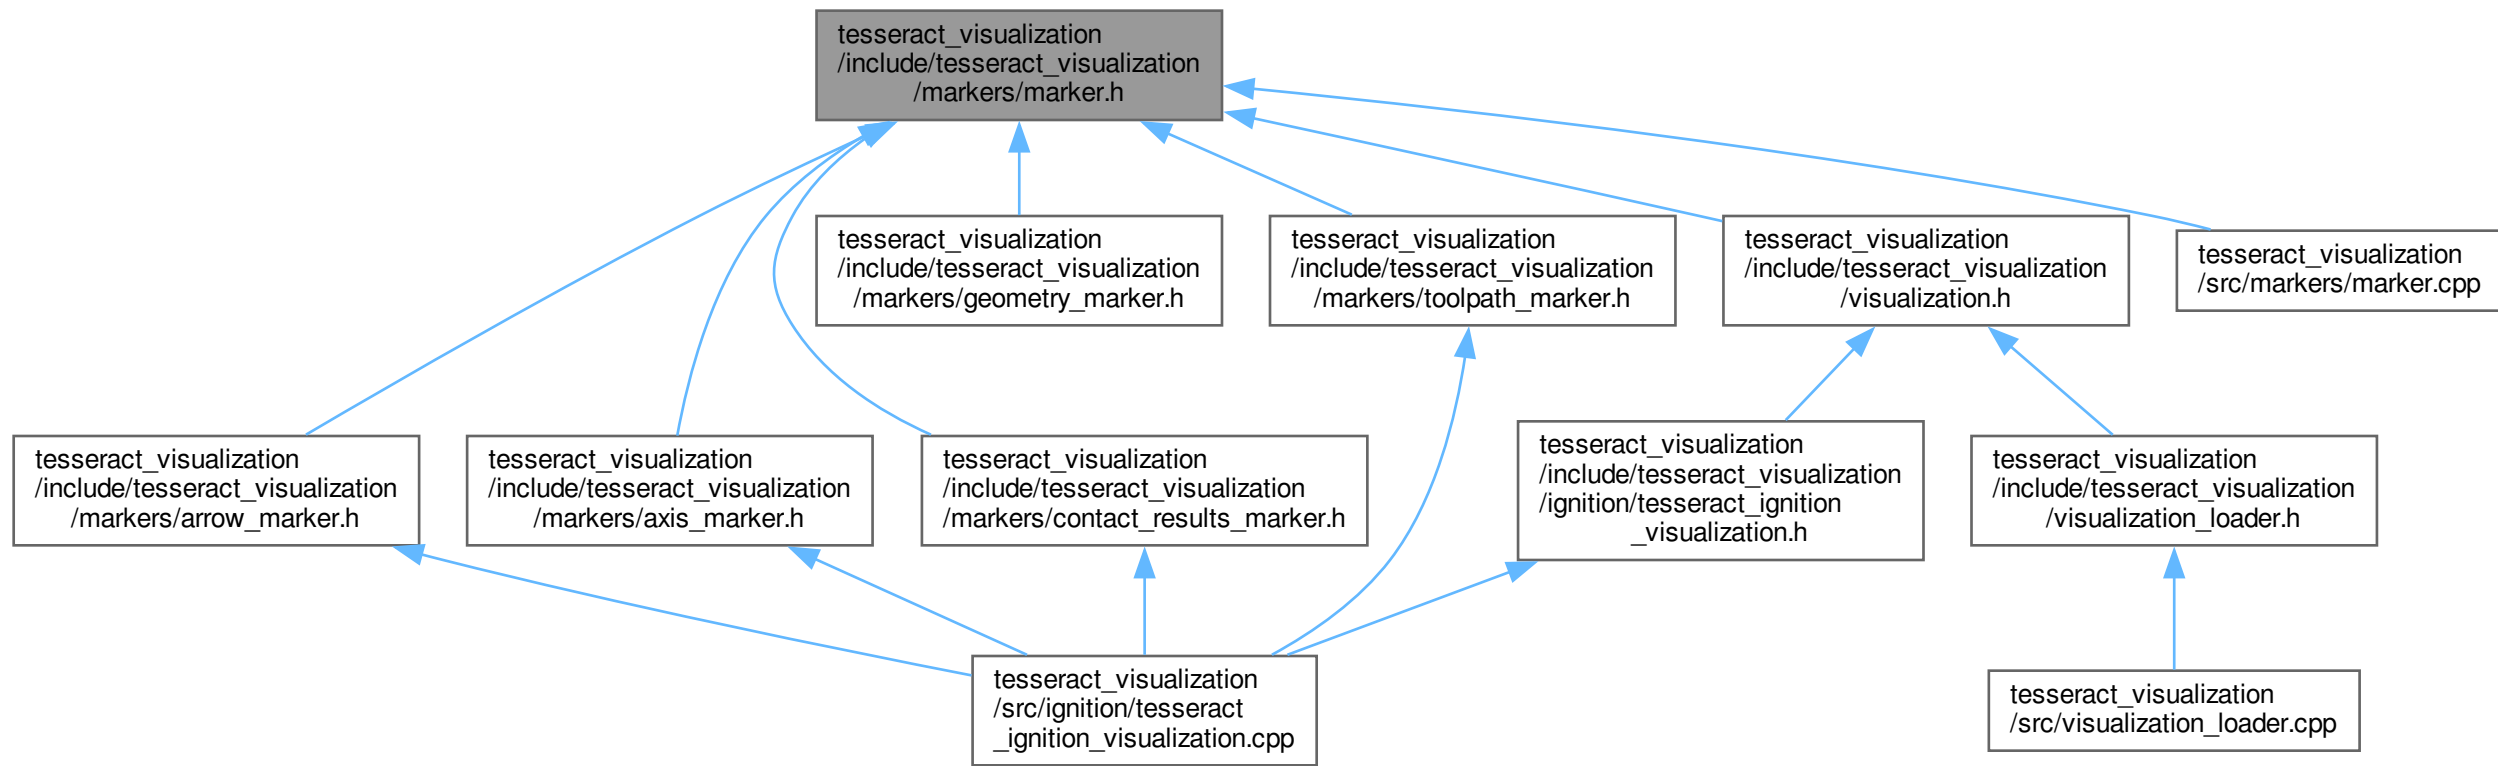 tesseract_visualization
/include/tesseract_visualization
/markers/marker.h
tesseract_visualization
/include/tesseract_visualization
/markers/geometry_marker.h
tesseract_visualization
/include/tesseract_visualization
/markers/toolpath_marker.h
tesseract_visualization
/include/tesseract_visualization
/visualization.h
tesseract_visualization
/src/markers/marker.cpp
tesseract_visualization
/include/tesseract_visualization
/markers/arrow_marker.h
tesseract_visualization
/include/tesseract_visualization
/markers/axis_marker.h
tesseract_visualization
/include/tesseract_visualization
/markers/contact_results_marker.h
tesseract_visualization
/include/tesseract_visualization
/ignition/tesseract_ignition
_visualization.h
tesseract_visualization
/include/tesseract_visualization
/visualization_loader.h
tesseract_visualization
/src/ignition/tesseract
_ignition_visualization.cpp
tesseract_visualization
/src/visualization_loader.cpp